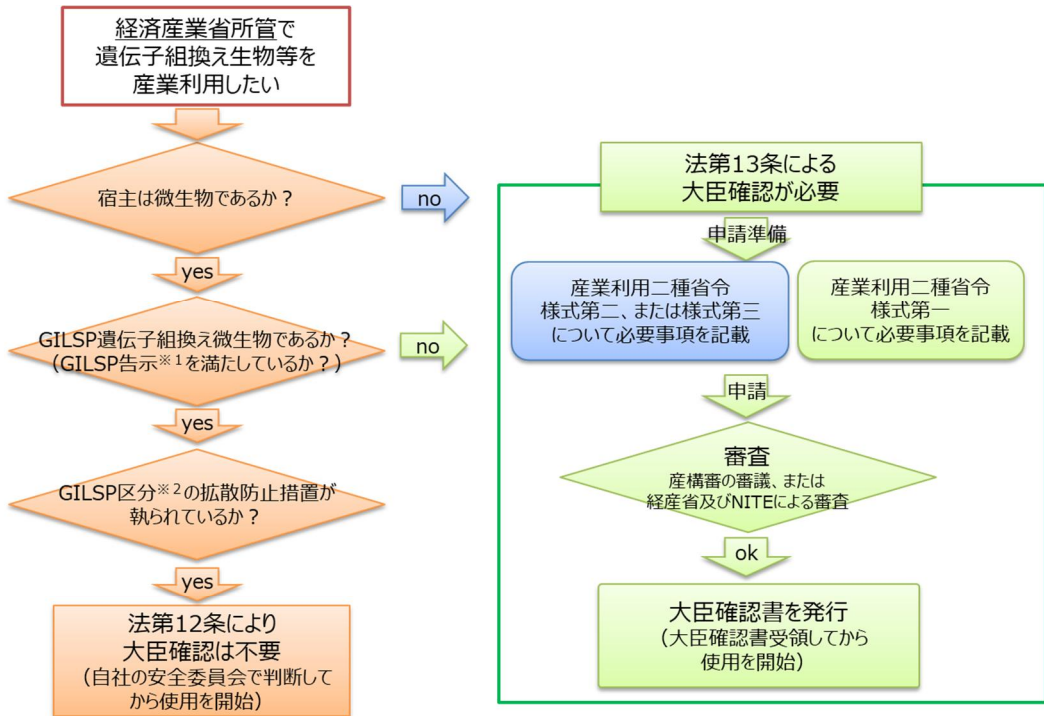 経済産業省所管で
遺伝子組換え生物等を
産業利用したい
宿主は微生物であるか？
no
yes
GILSP遺伝子組換え微生物であるか？
（GILSP告示※1を満たしているか？）
no
yes
GILSP区分※2の拡散防止措置が
執られているか？
yes
法第12条により
大臣確認は不要
（自社の安全委員会で判断して
から使用を開始）
法第13条による
大臣確認が必要
申請準備
産業利用二種省令
様式第二、または様式第三
について必要事項を記載
産業利用二種省令
様式第一
について必要事項を記載
申請
審査
産構審の審議、または
経産省及びNITEによる審査
ok
大臣確認書を発行
（大臣確認書受領してから
使用を開始）